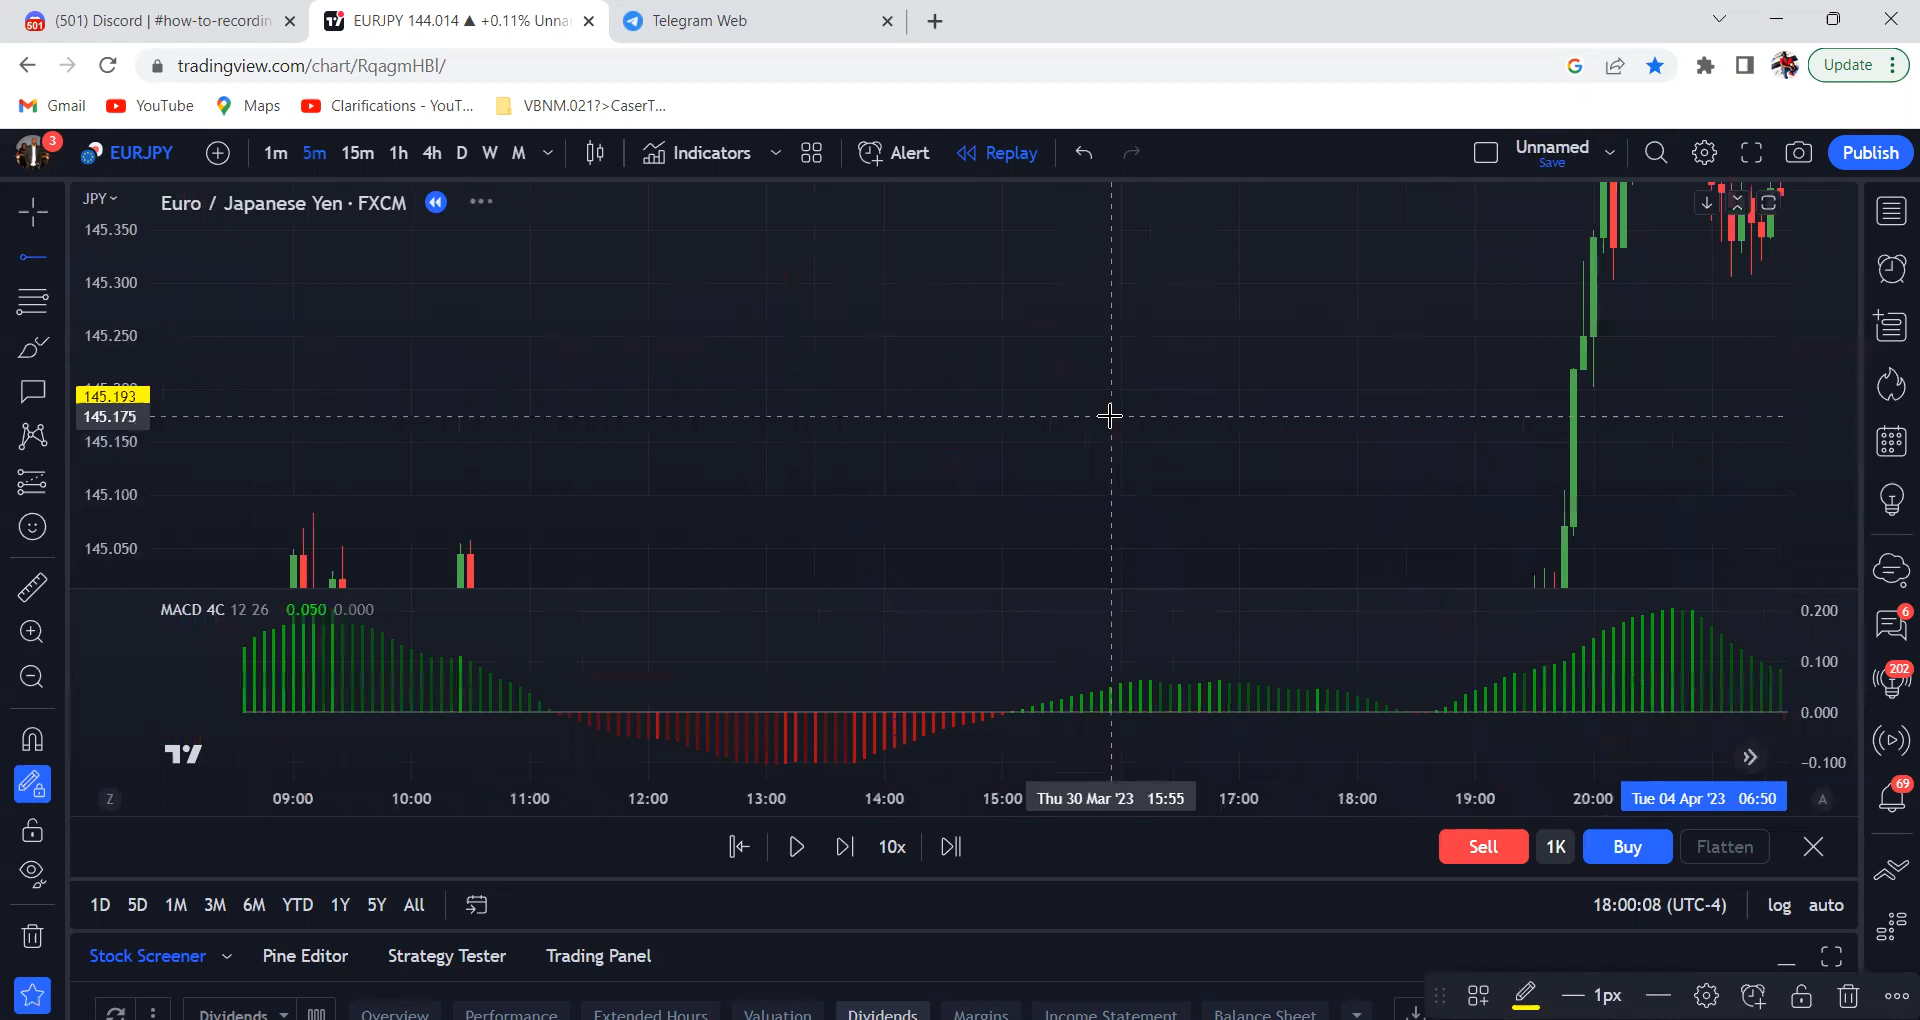 501
(501) Discord | #how-to-recordin
EURJPY 144.014 ▲ +0.11% Unna
Telegram Web
tradingview.com/chart/RqagmHBl/
Update
Gmail YouTube Maps Clarifications - YouT... VBNM.021?>CaserT...
3
EURJPY 1m 5m 15m 1h 4h D W M Indicators Alert Replay
Unnamed
Save
Publish
JPY
Euro / Japanese Yen · FXCM
145.350
145.300
145.250
145.193
145.175
145.150
145.100
145.050
MACD 4C 12 26 0.050 0.000
0.200
0.100
0.000
-0.100
6
202
69
Z 09:00 10:00 11:00 12:00 13:00 14:00 15:00 Thu 30 Mar '23 15:55 17:00 18:00 19:00 20:00 Tue 04 Apr '23 06:50 A
10x Sell 1K Buy Flatten
1D 5D 1M 3M 6M YTD 1Y 5Y All 18:00:08 (UTC-4) log auto
Stock Screener Pine Editor Strategy Tester Trading Panel
1px
Dividends Overview Performance Extended Hours Valuation Dividends Margins Income Statement Balance Sheet